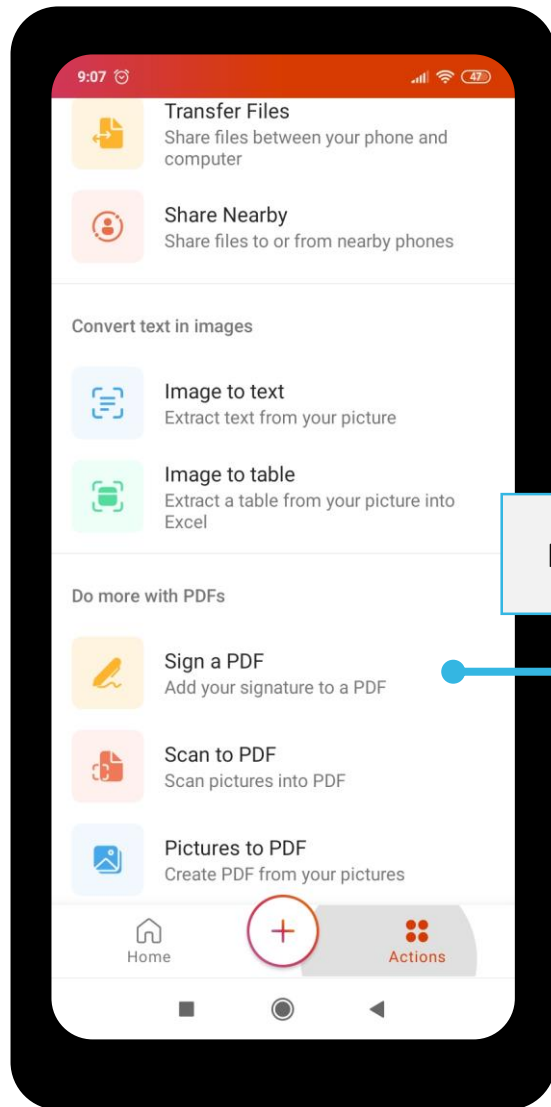 9:07
47
Transfer Files
Share files between your phone and
computer
Share Nearby
Share files to or from nearby phones
Convert text in images
Image to text
Extract text from your picture
Image to table
Extract a table from your picture into
Excel
Do more with PDFs
Sign a PDF
Add your signature to a PDF
Scan to PDF
Scan pictures into PDF
Pictures to PDF
Create PDF from your pictures
Home
Actions